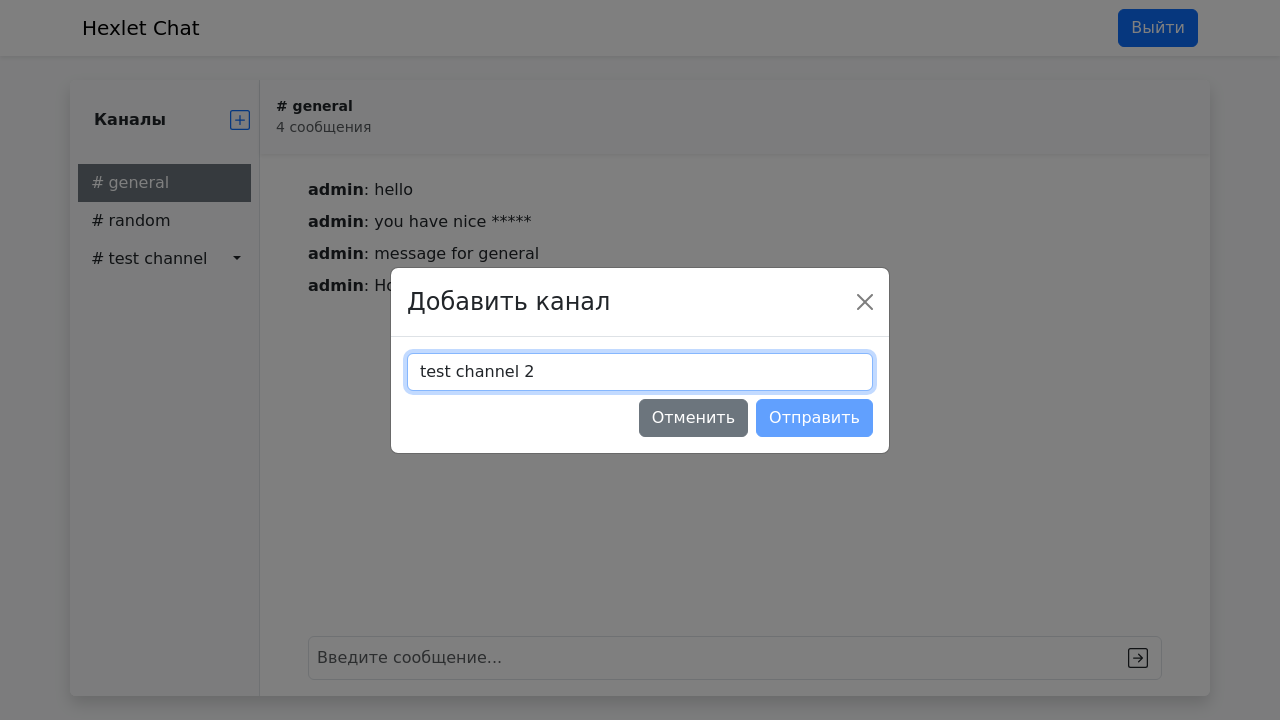 Hexlet Chat
Выйти
Каналы
# general
# random
# test channel
# general
4 сообщения
admin: hello
admin: you have nice *****
admin: message for general
admin: Ho
Добавить канал
test channel 2
Отменить
Отправить
Введите сообщение...